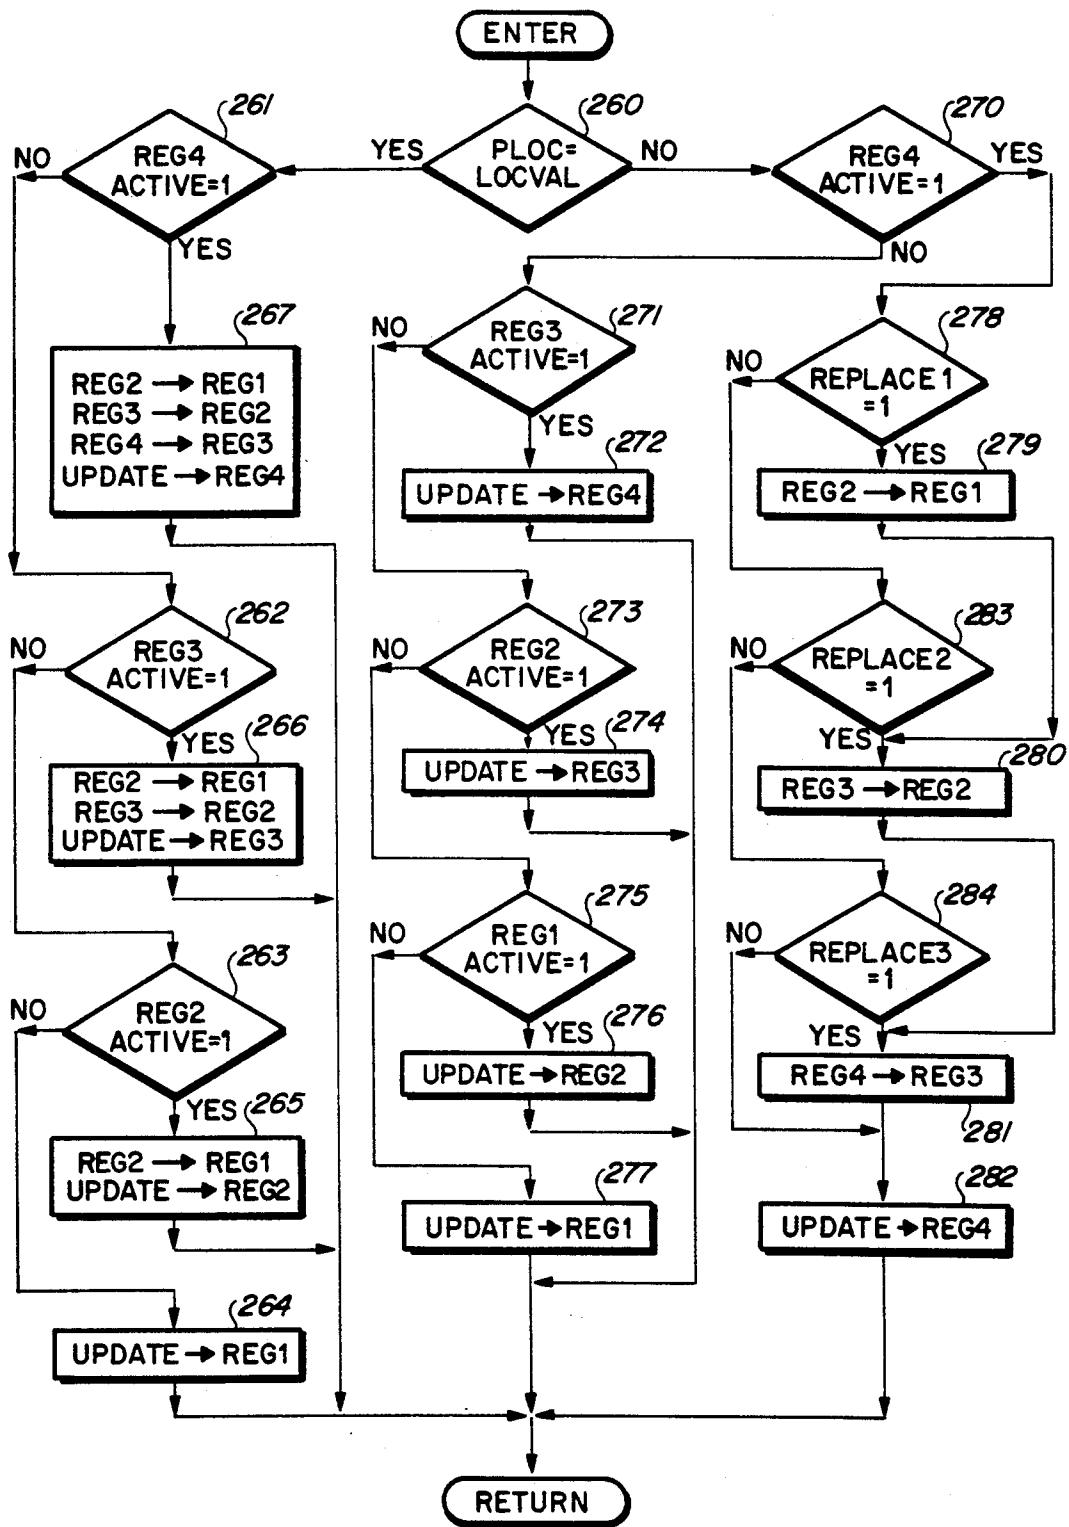 ENTER
261
260
270
NO
REG4
ACTIVE=1
YES
YES
PLOC=
LOCVAL
NO
REG4
ACTIVE=1
YES
NO
267
REG2 → REG1
REG3 → REG2
REG4 → REG3
UPDATE → REG4
271
NO
REG3
ACTIVE=1
YES
272
UPDATE → REG4
278
NO
REPLACE1
=1
YES
279
REG2 → REG1
262
NO
REG3
ACTIVE=1
YES
266
REG2 → REG1
REG3 → REG2
UPDATE → REG3
273
NO
REG2
ACTIVE=1
YES
274
UPDATE → REG3
283
NO
REPLACE2
=1
YES
280
REG3 → REG2
263
NO
REG2
ACTIVE=1
YES
265
REG2 → REG1
UPDATE → REG2
275
NO
REG1
ACTIVE=1
YES
276
UPDATE → REG2
284
NO
REPLACE3
=1
YES
REG4 → REG3
281
264
UPDATE → REG1
277
UPDATE → REG1
282
UPDATE → REG4
RETURN